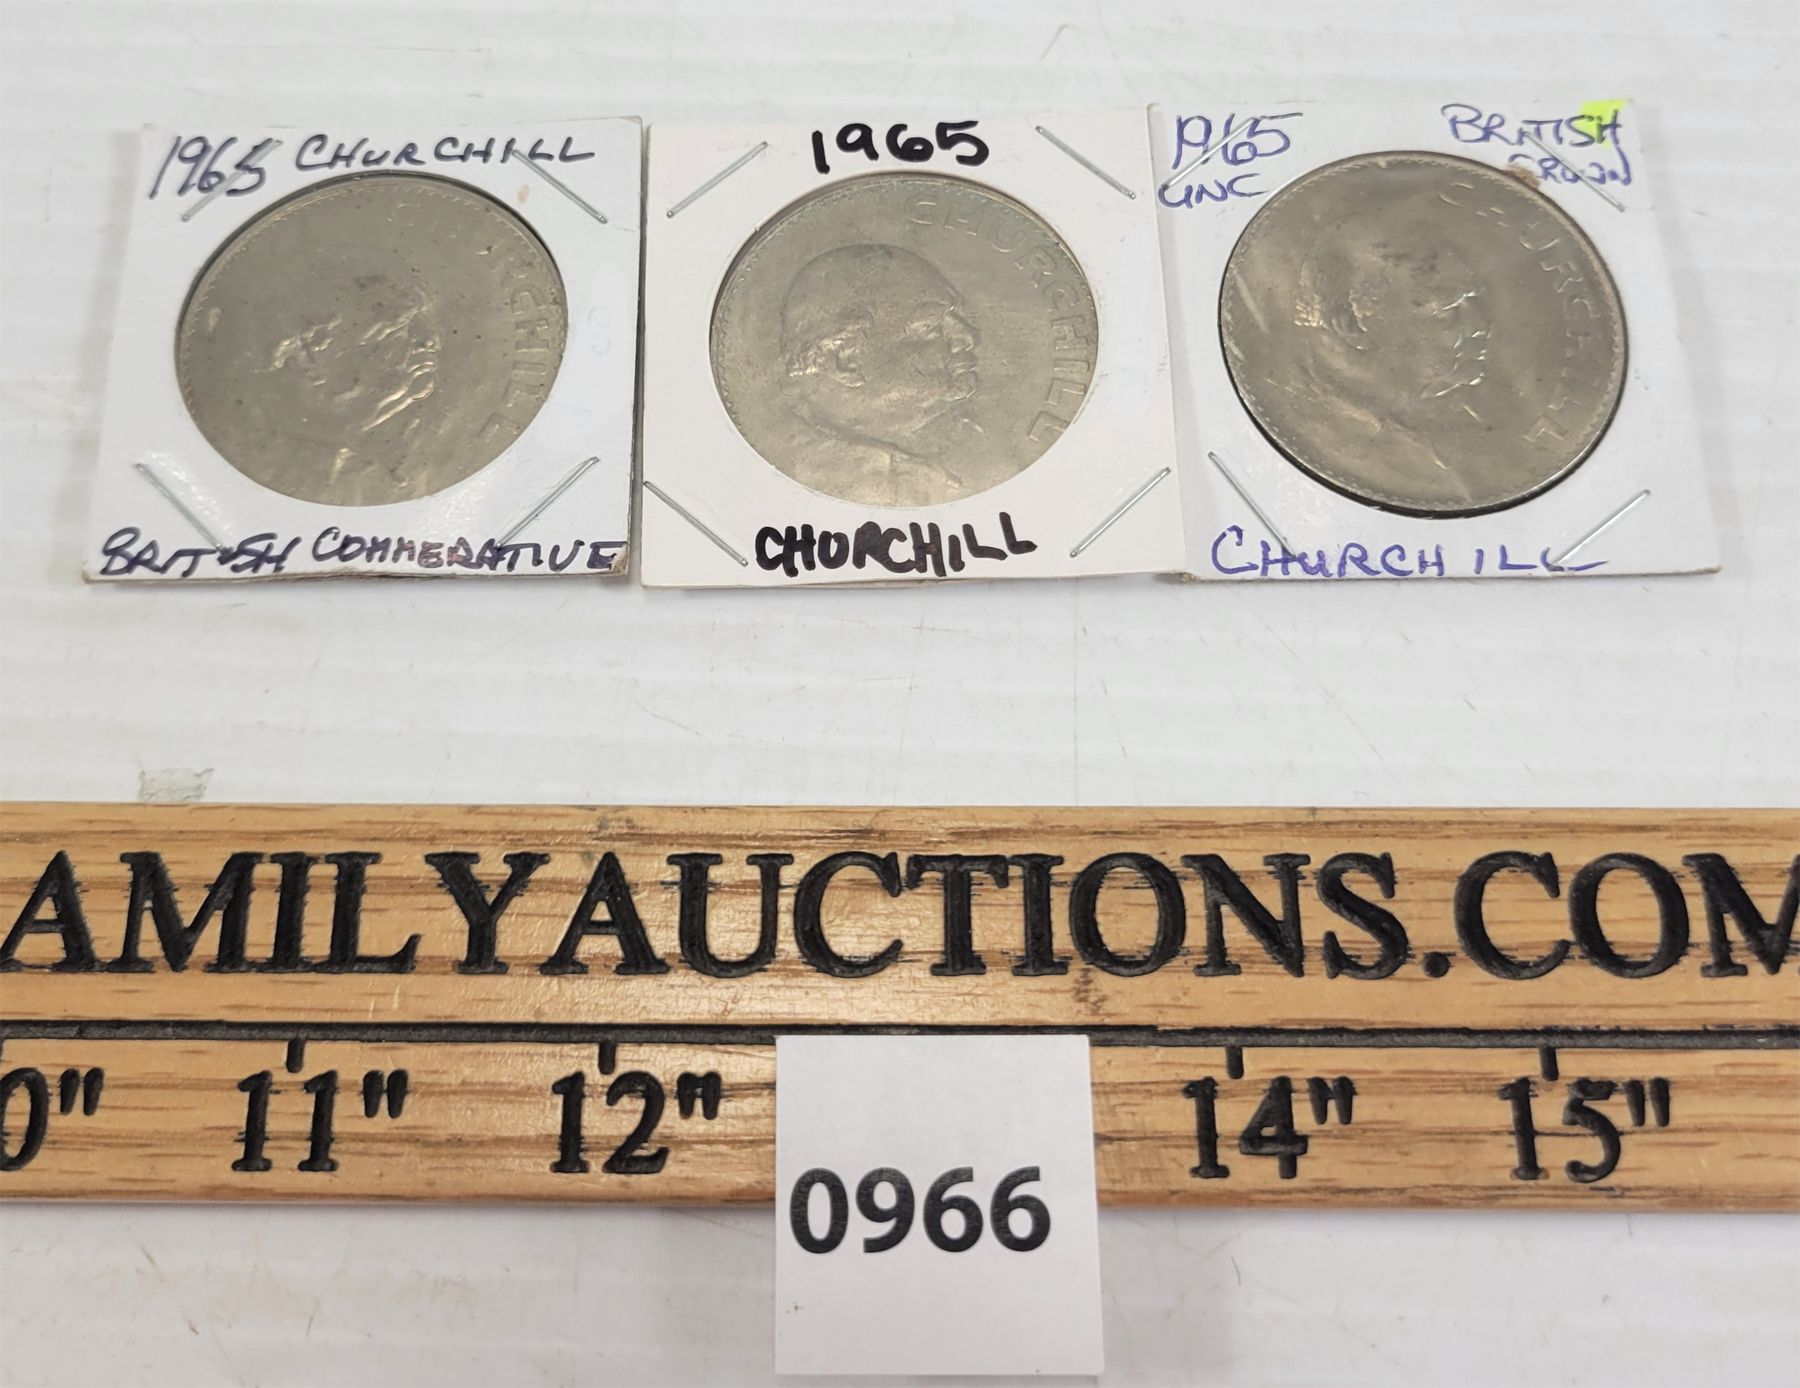 1965 CHURCHILL
CHURCHILL
BRITISH COMMERATIVE
1965
CHURCHILL
CHURCHILL
1965
UNC
BRITISH
CROWN
CHURCHILL
CHURCHILL
AMILYAUCTIONS.COM
0" 11" 12" 14" 15"
0966